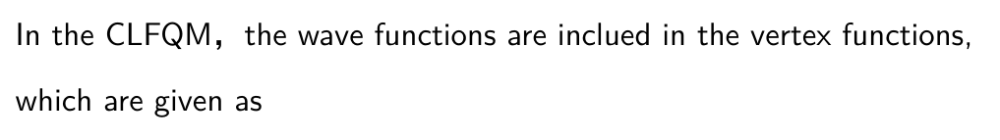 In the CLFQM，the wave functions are inclued in the vertex functions,
which are given as